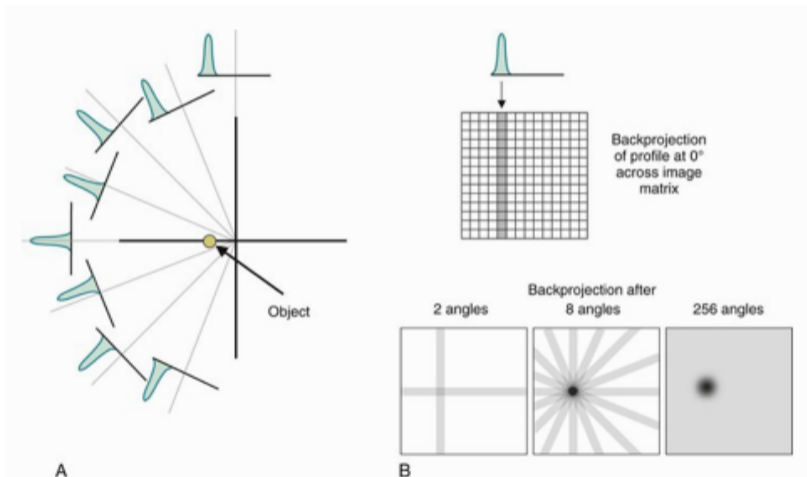 Object
A
Backprojection
of profile at 0°
across image
matrix
Backprojection after
2 angles
8 angles
256 angles
B